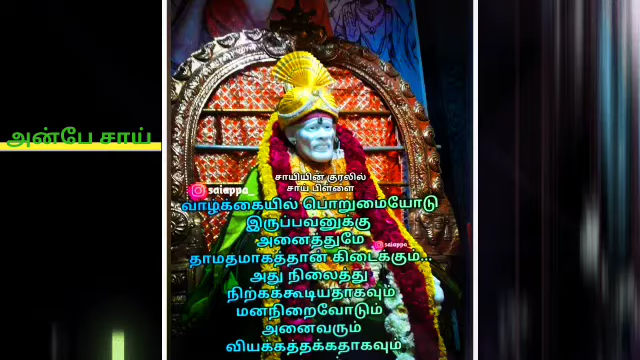 அன்பே சாய்
சாயியின் குரலில்
சாய் பிள்ளை
saiappa
வாழ்க்கையில் பொறுமையோடு
இருப்பவனுக்கு
அனைத்துமே
saiappa
தாமதமாகத்தான் கிடைக்கும்...
அது நிலைத்து
நிற்கக்கூடியதாகவும்
மனநிறைவோடும்
அனைவரும்
வியக்கத்தக்கதாகவும்